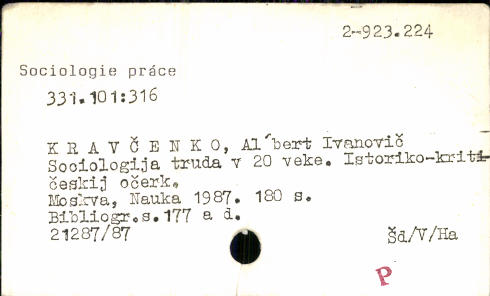 2-923.224
Sociologie práce
331.101:316
K R A V Č E N K O, Al´bert Ivanovič
Sociologija truda v 20 veke. Istoriko-kriti-
českij očerk.
Moskva, Nauka 1987. 180 s.
Bibliogr.s.177 a d.
21287/87
Šd/V/Ha
P